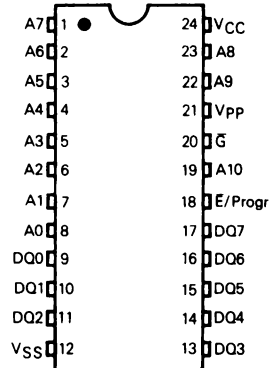 A7 1 24 VCC
A6 2 23 A8
A5 3 22 A9
A4 4 21 VPP
A3 5 20 G̅
A2 6 19 A10
A1 7 18 E̅/Progr
A0 8 17 DQ7
DQ0 9 16 DQ6
DQ1 10 15 DQ5
DQ2 11 14 DQ4
VSS 12 13 DQ3